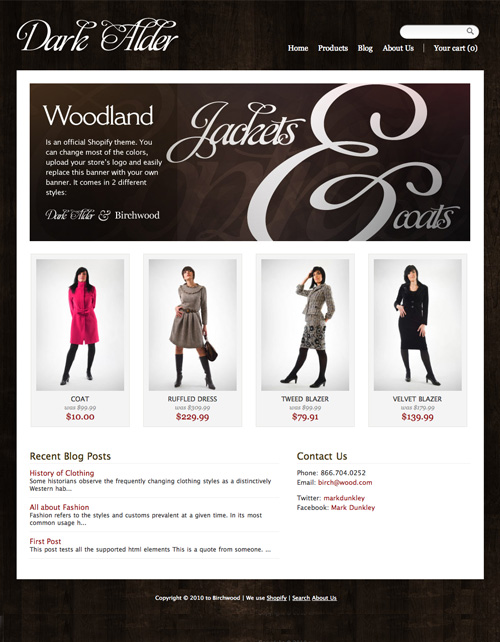 Dark Alder
Home Products Blog About Us | Your cart (0)
Woodland
Jackets
&
coats
Is an official Shopify theme. You
can change most of the colors,
upload your store's logo and easily
replace this banner with your own
banner. It comes in 2 different
styles:
Dark Alder & Birchwood
COAT
was $99.99
$10.00
RUFFLED DRESS
was $309.99
$229.99
TWEED BLAZER
was $99.99
$79.91
VELVET BLAZER
was $179.99
$139.99
Recent Blog Posts
History of Clothing
Some historians observe the frequently changing clothing styles as a distinctively
Western hab...
All about Fashion
Fashion refers to the styles and customs prevalent at a given time. In its most
common usage h...
First Post
This post tests all the supported html elements This is a quote from someone. ...
Contact Us
Phone: 866.704.0252
Email: birch@wood.com
Twitter: markdunkley
Facebook: Mark Dunkley
Copyright © 2010 to Birchwood | We use Shopify | Search About Us